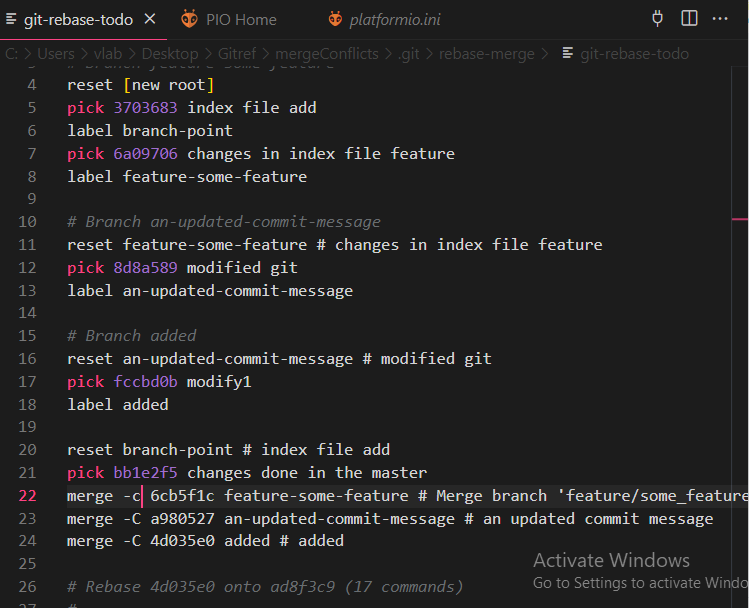 git-rebase-todo × PIO Home platformio.ini
C: > Users > vlab > Desktop > Gitref > mergeConflicts > .git > rebase-merge > git-rebase-todo
3 # Branch feature-some-feature
4 reset [new root]
5 pick 3703683 index file add
6 label branch-point
7 pick 6a09706 changes in index file feature
8 label feature-some-feature
9
10 # Branch an-updated-commit-message
11 reset feature-some-feature # changes in index file feature
12 pick 8d8a589 modified git
13 label an-updated-commit-message
14
15 # Branch added
16 reset an-updated-commit-message # modified git
17 pick fccbd0b modify1
18 label added
19
20 reset branch-point # index file add
21 pick bb1e2f5 changes done in the master
22 merge -c 6cb5f1c feature-some-feature # Merge branch 'feature/some_feature
23 merge -C a980527 an-updated-commit-message # an updated commit message
24 merge -C 4d035e0 added # added
25
26 # Rebase 4d035e0 onto ad8f3c9 (17 commands)
27 #
Activate Windows
Go to Settings to activate Windo